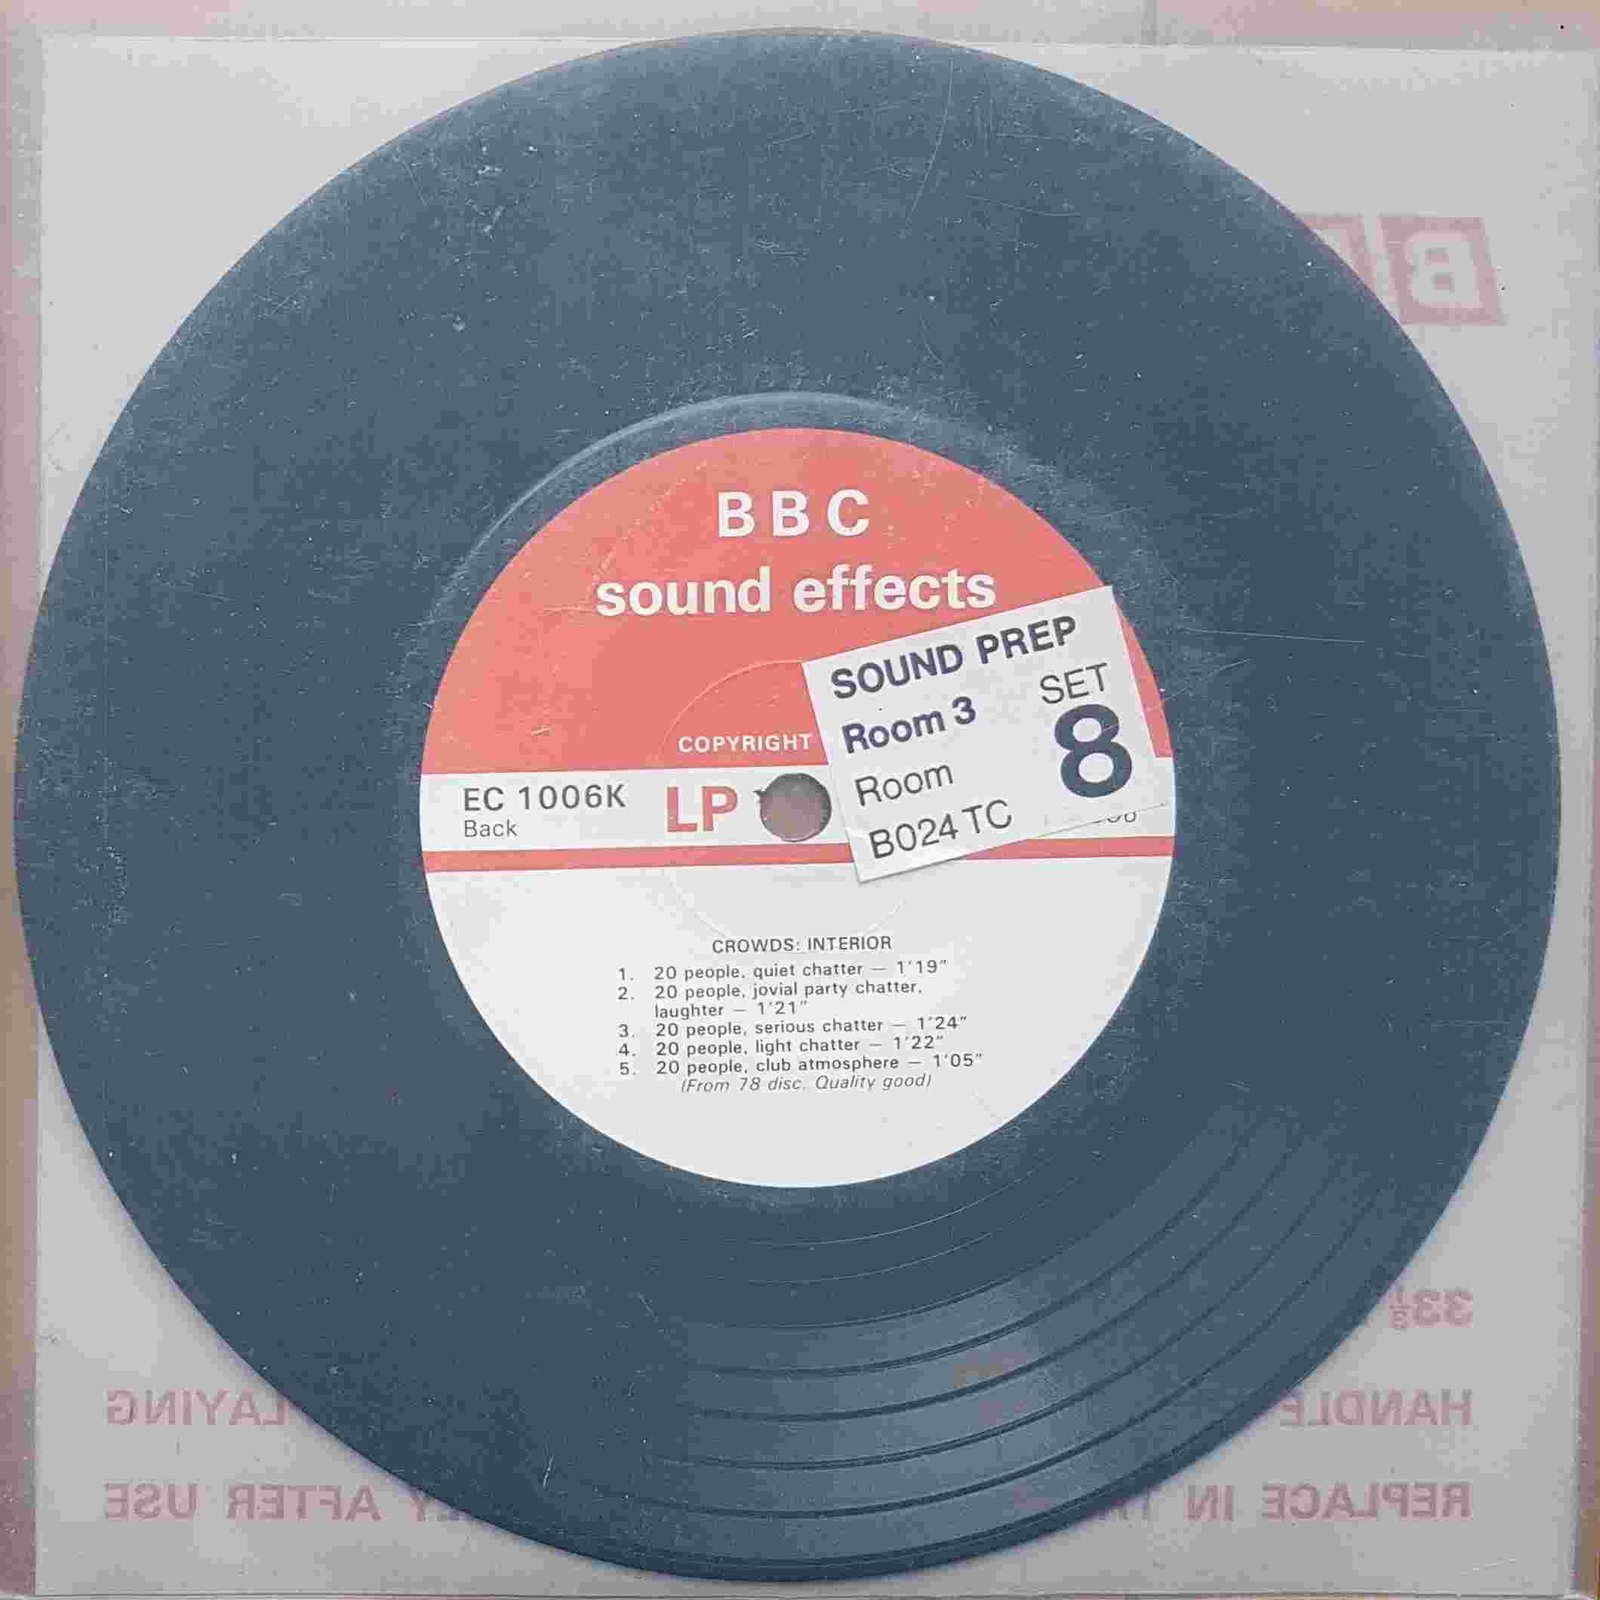 BBC
sound effects
SOUND PREP
Room 3
SET
8
Room
B024 TC
COPYRIGHT
EC 1006K
Back
LP
CROWDS: INTERIOR
1. 20 people, quiet chatter — 1'19"
2. 20 people, jovial party chatter,
laughter — 1'21"
3. 20 people, serious chatter — 1'24"
4. 20 people, light chatter — 1'22"
5. 20 people, club atmosphere — 1'05"
(From 78 disc. Quality good)
B
33⅓
HANDLE
REPLACE IN
AFTER USE